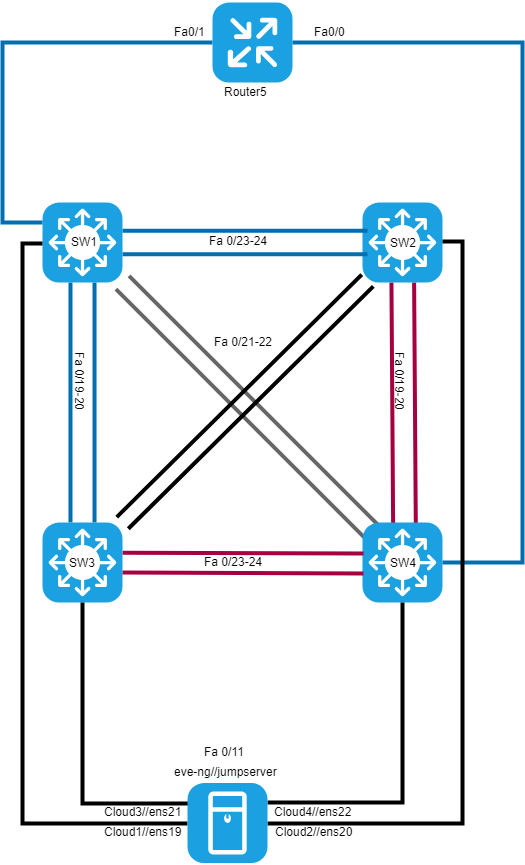 Fa0/1
Fa0/0
Router5
SW1
Fa 0/23-24
SW2
Fa 0/21-22
Fa 0/19-20
Fa 0/19-20
SW3
Fa 0/23-24
SW4
Fa 0/11
eve-ng//jumpserver
Cloud3//ens21
Cloud4//ens22
Cloud1//ens19
Cloud2//ens20